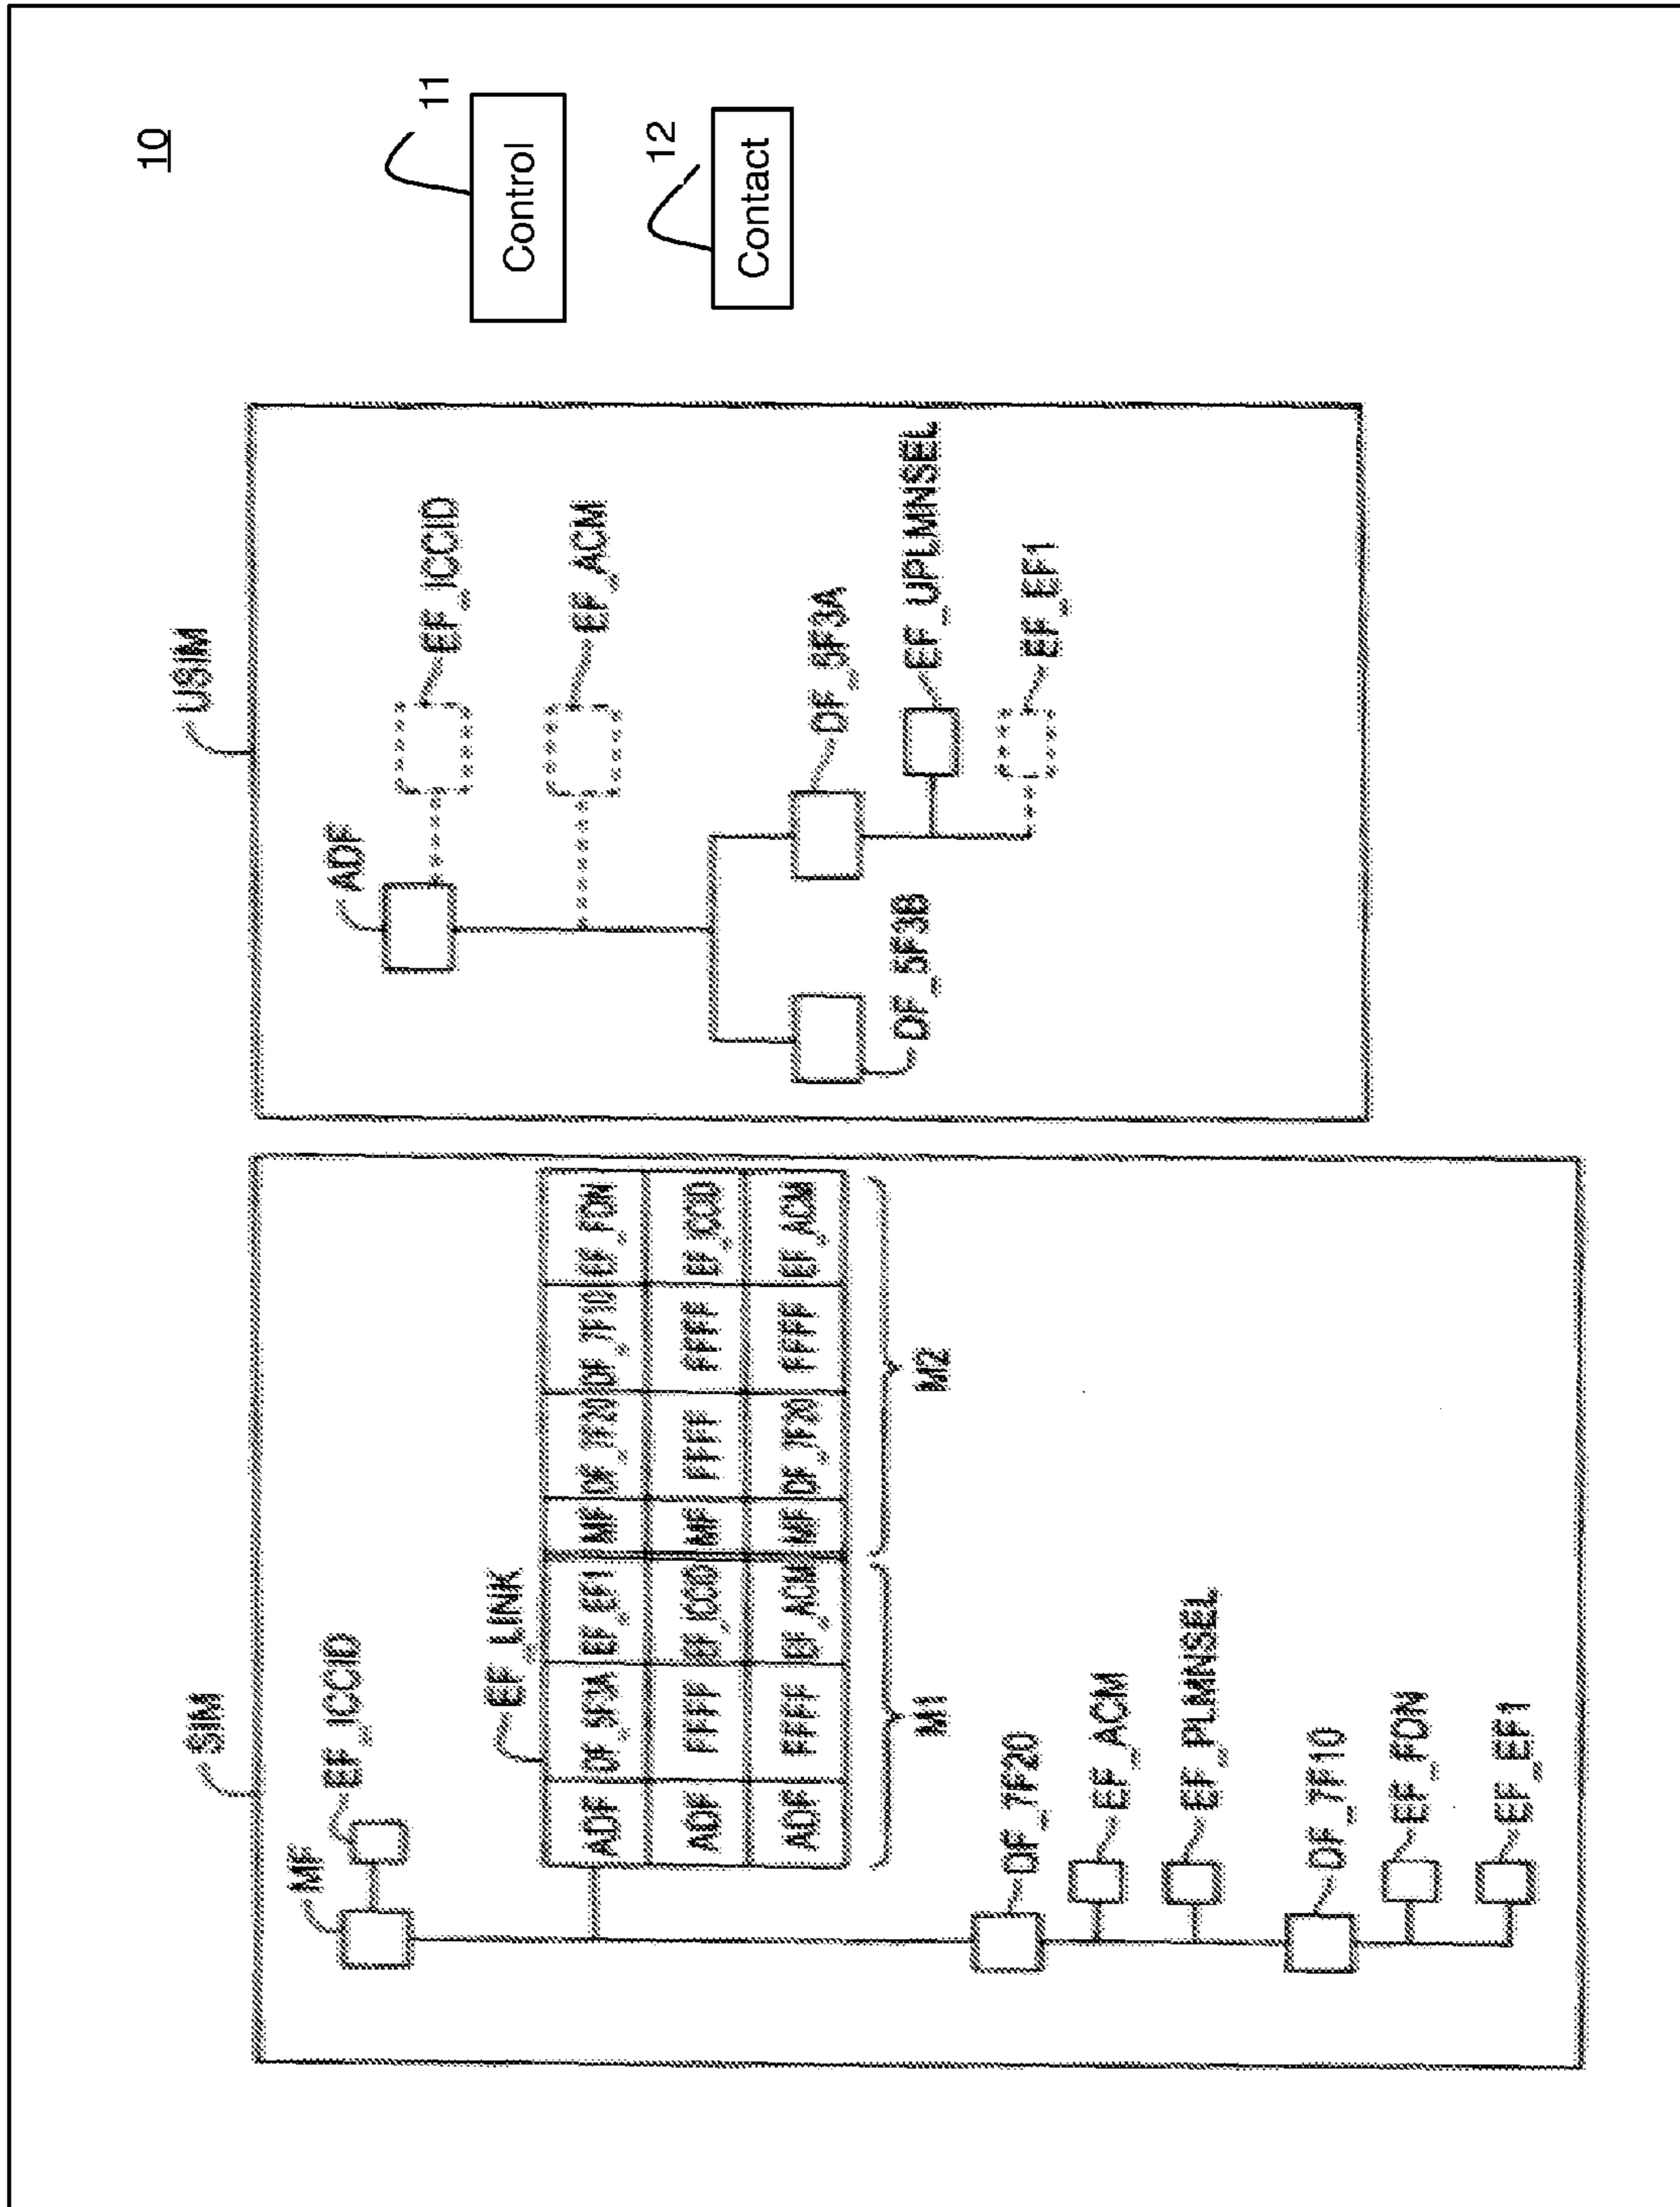 10
SIM
MF
EF_ICCID
EF_LINK
ADF DF_5F3A EF_EF1 MF DF_7F20 DF_7F10 EF_FDN
ADF FFFF EF_ICCID MF FFFF FFFF EF_ICCID
ADF FFFF EF_ACM MF DF_7F20 FFFF EF_ACM
M1
M2
DF_7F20
EF_ACM
EF_PLMNSEL
DF_7F10
EF_FDN
EF_EF1
USIM
ADF
EF_ICCID
EF_ACM
DF_5F3A
DF_5F3B
EF_UPLMNSEL
EF_EF1
11
Control
12
Contact